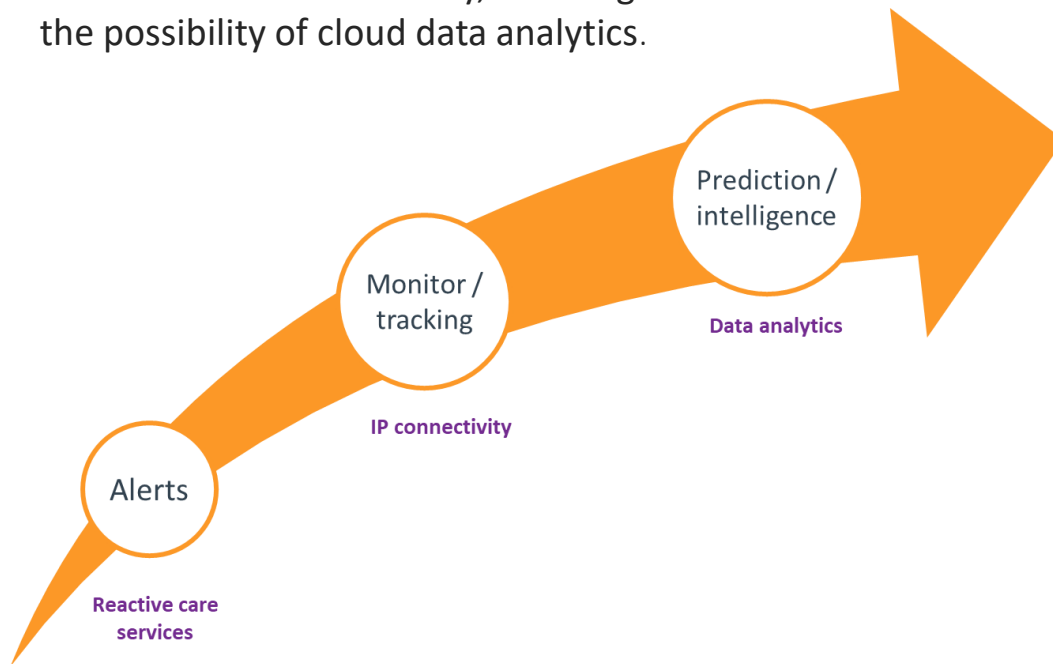 the possibility of cloud data analytics.
Prediction /
intelligence
Monitor /
tracking
Data analytics
IP connectivity
Alerts
Reactive care
services